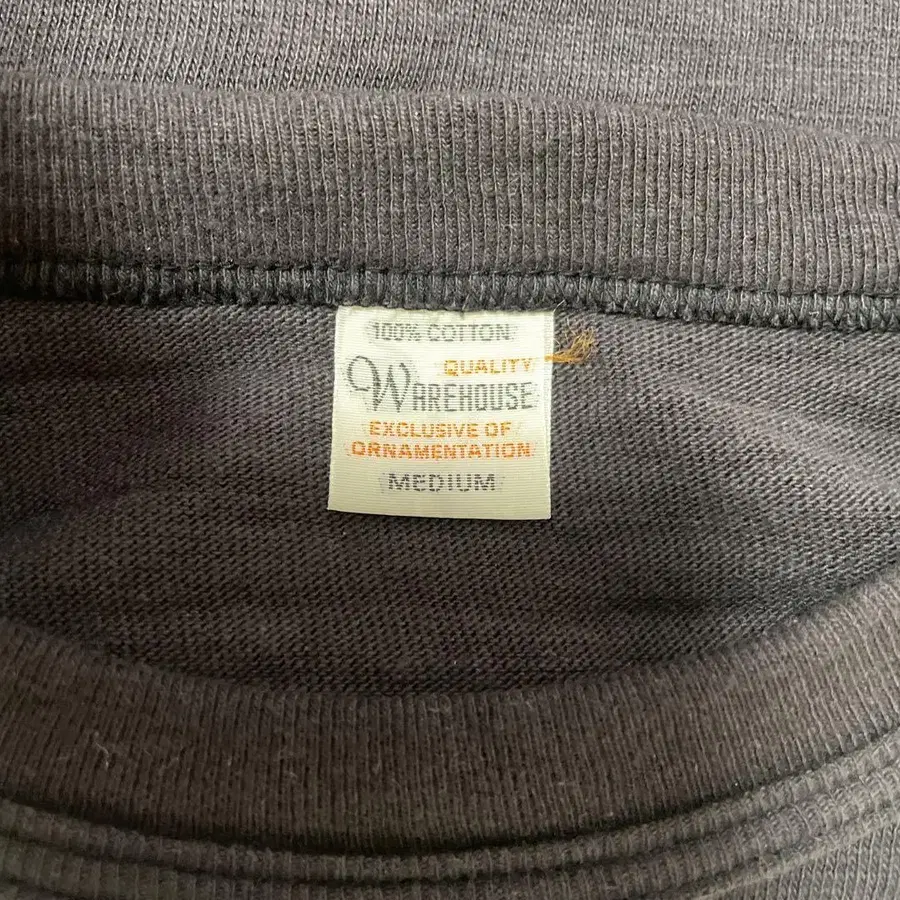 100% COTTON
QUALITY
WAREHOUSE
EXCLUSIVE OF
ORNAMENTATION
MEDIUM